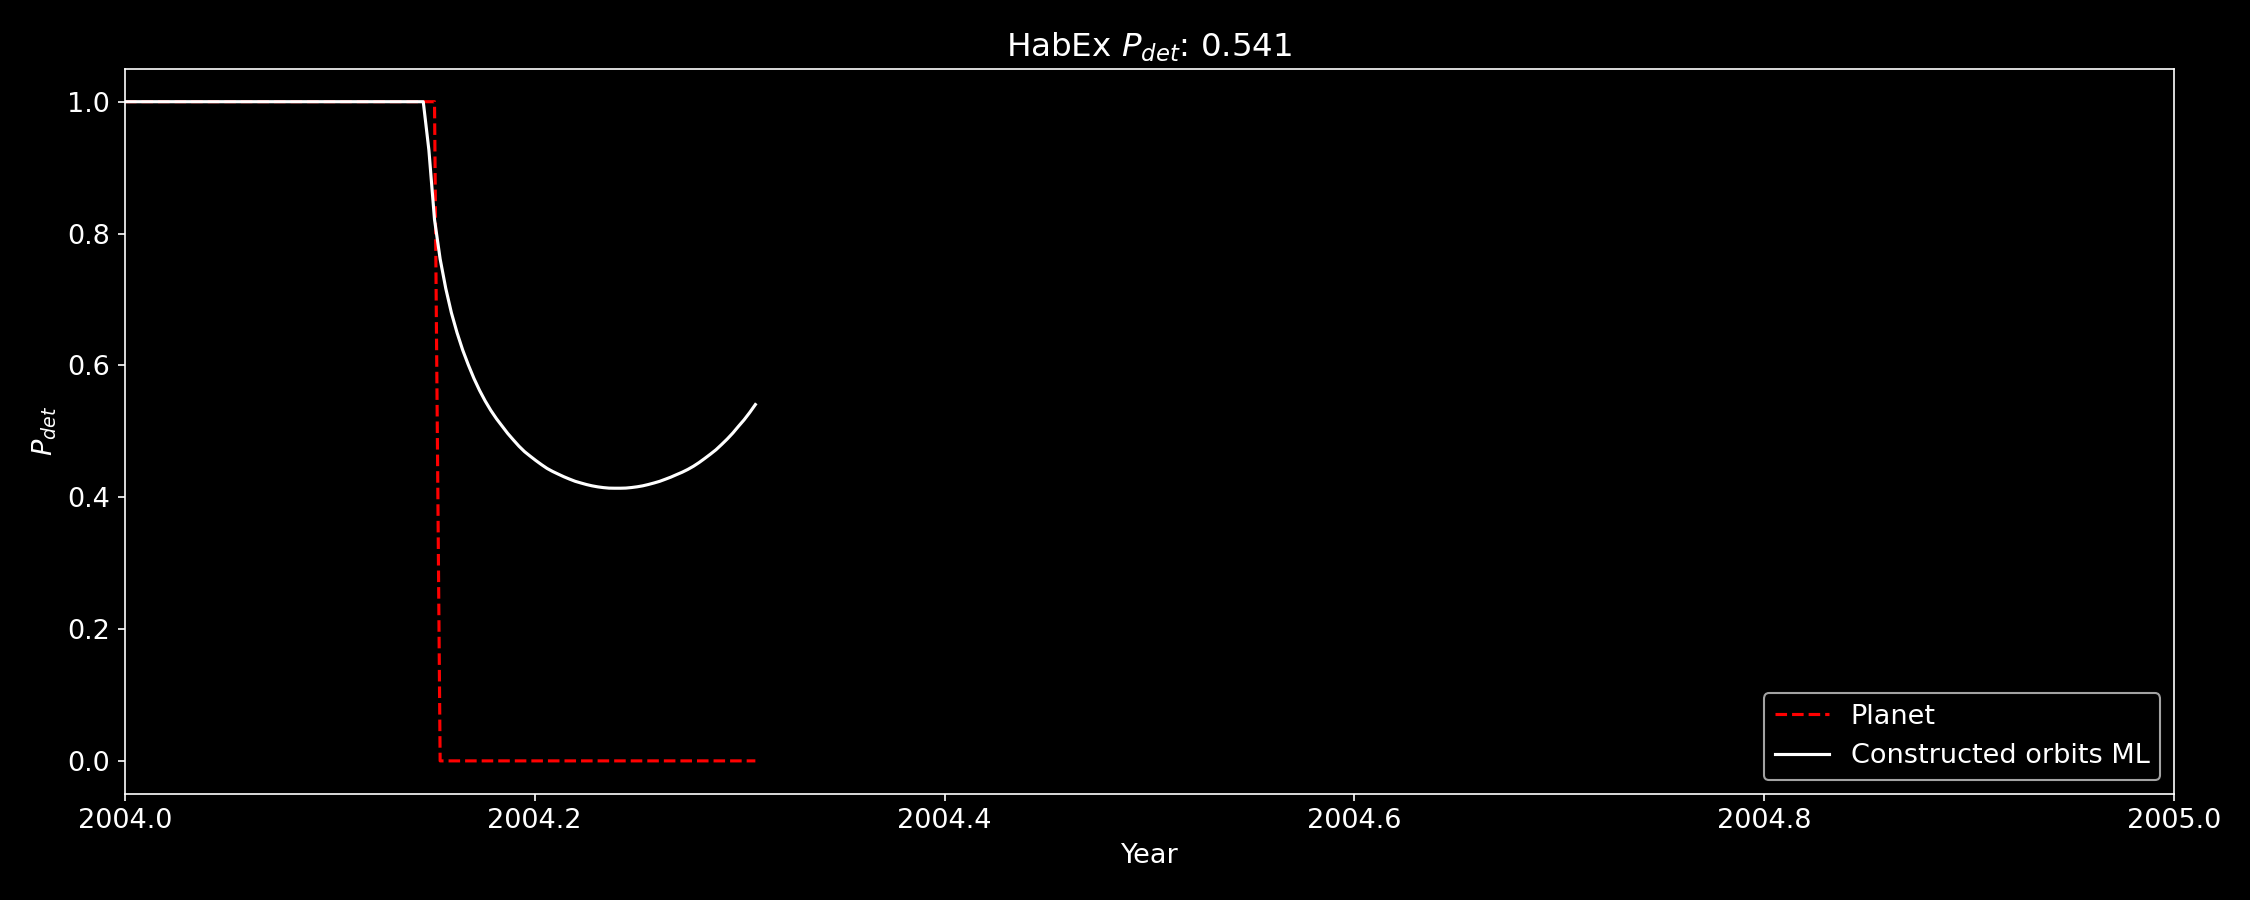 HabEx P_det: 0.541
1.0
0.8
0.6
0.4
0.2
0.0
P_det
Planet
Constructed orbits ML
2004.0 2004.2 2004.4 2004.6 2004.8 2005.0
Year